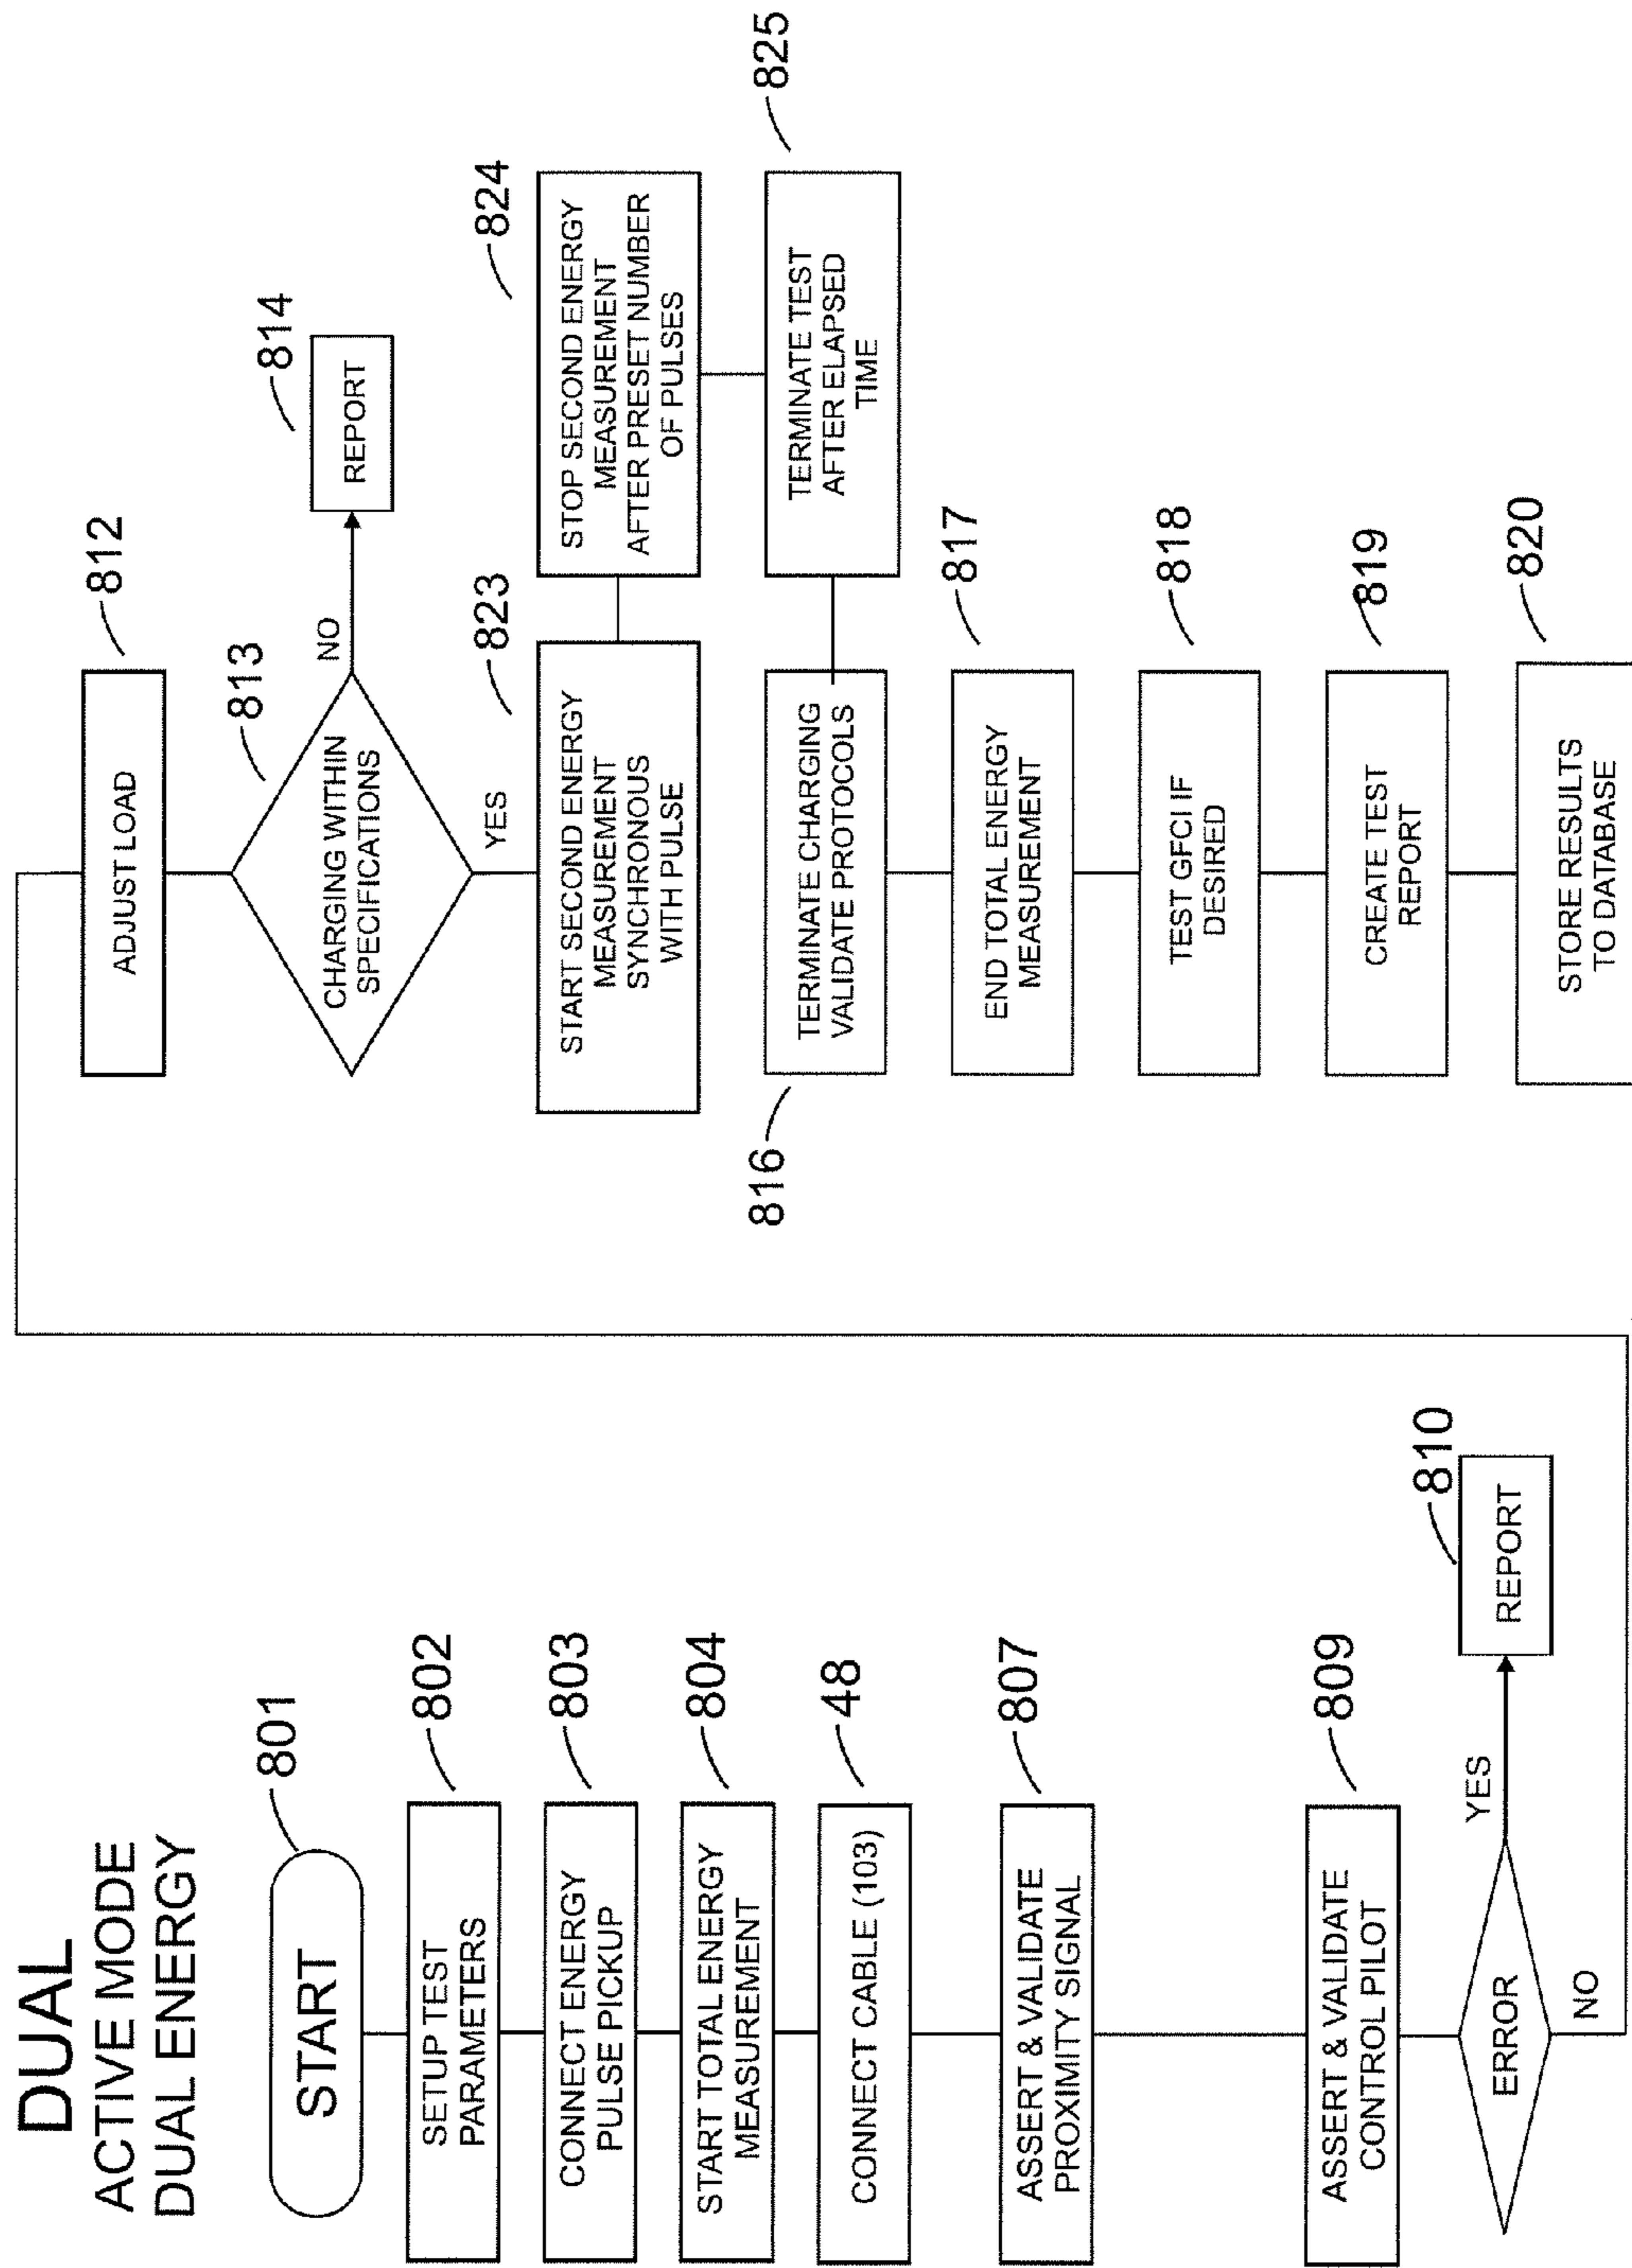 DUAL
ACTIVE MODE
DUAL ENERGY
START
801
SETUP TEST
PARAMETERS
802
CONNECT ENERGY
PULSE PICKUP
803
START TOTAL ENERGY
MEASUREMENT
804
CONNECT CABLE (103)
48
ASSERT & VALIDATE
PROXIMITY SIGNAL
807
ASSERT & VALIDATE
CONTROL PILOT
809
ERROR
YES
REPORT
810
NO
ADJUST LOAD
812
CHARGING WITHIN
SPECIFICATIONS
813
NO
REPORT
814
YES
START SECOND ENERGY
MEASUREMENT
SYNCHRONOUS
WITH PULSE
823
STOP SECOND ENERGY
MEASUREMENT
AFTER PRESET NUMBER
OF PULSES
824
TERMINATE TEST
AFTER ELAPSED
TIME
825
816
TERMINATE CHARGING
VALIDATE PROTOCOLS
END TOTAL ENERGY
MEASUREMENT
817
TEST GFCI IF
DESIRED
818
CREATE TEST
REPORT
819
STORE RESULTS
TO DATABASE
820